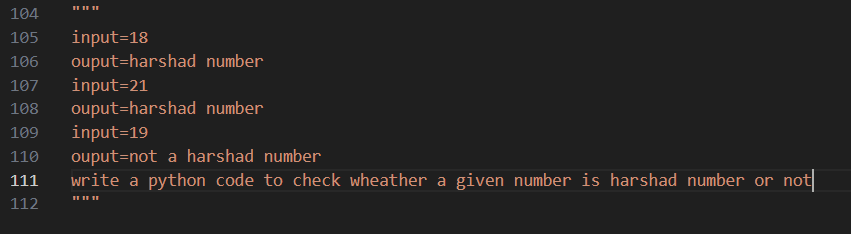 104 """
105 input=18
106 ouput=harshad number
107 input=21
108 ouput=harshad number
109 input=19
110 ouput=not a harshad number
111 write a python code to check wheather a given number is harshad number or not
112 """